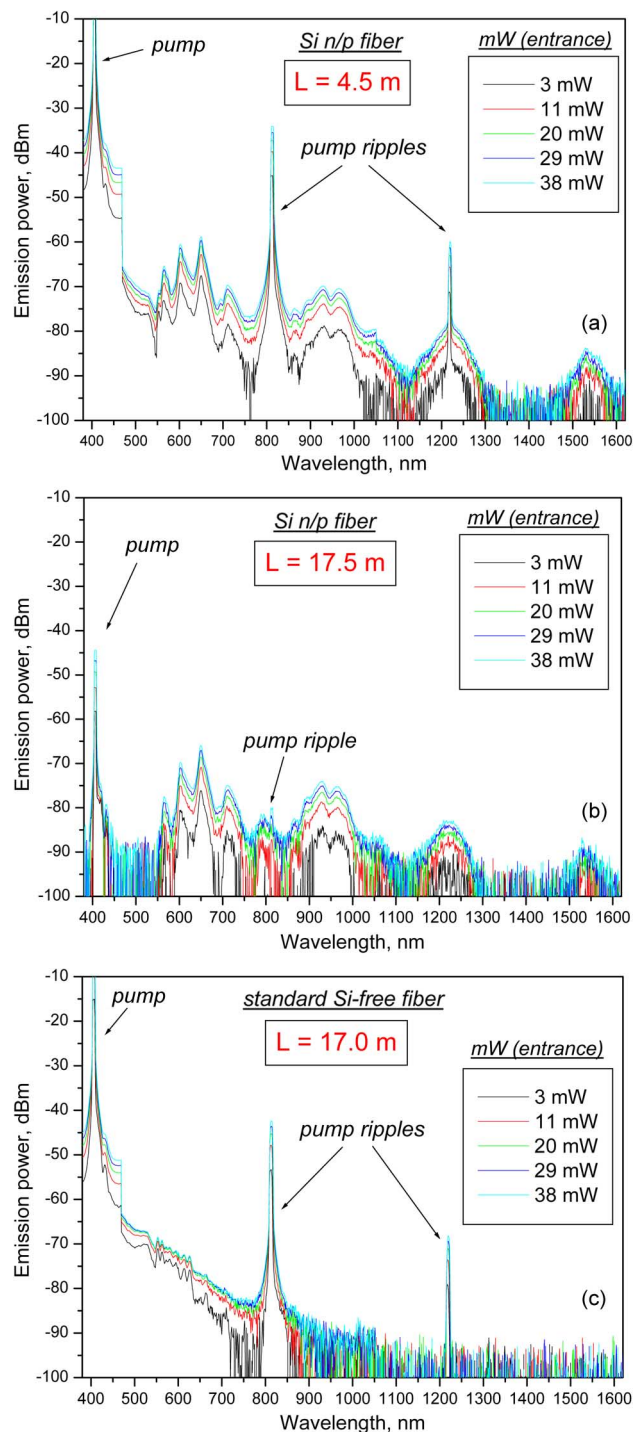 -10
-20
-30
-40
-50
-60
-70
-80
-90
-100
Emission power, dBm
pump
Si n/p fiber
L = 4.5 m
pump ripples
mW (entrance)
3 mW
11 mW
20 mW
29 mW
38 mW
(a)
400 500 600 700 800 900 1000 1100 1200 1300 1400 1500 1600
Wavelength, nm
-10
-20
-30
-40
-50
-60
-70
-80
-90
-100
Emission power, dBm
pump
Si n/p fiber
L = 17.5 m
pump ripple
mW (entrance)
3 mW
11 mW
20 mW
29 mW
38 mW
(b)
400 500 600 700 800 900 1000 1100 1200 1300 1400 1500 1600
Wavelength, nm
-10
-20
-30
-40
-50
-60
-70
-80
-90
-100
Emission power, dBm
pump
standard Si-free fiber
L = 17.0 m
pump ripples
mW (entrance)
3 mW
11 mW
20 mW
29 mW
38 mW
(c)
400 500 600 700 800 900 1000 1100 1200 1300 1400 1500 1600
Wavelength, nm